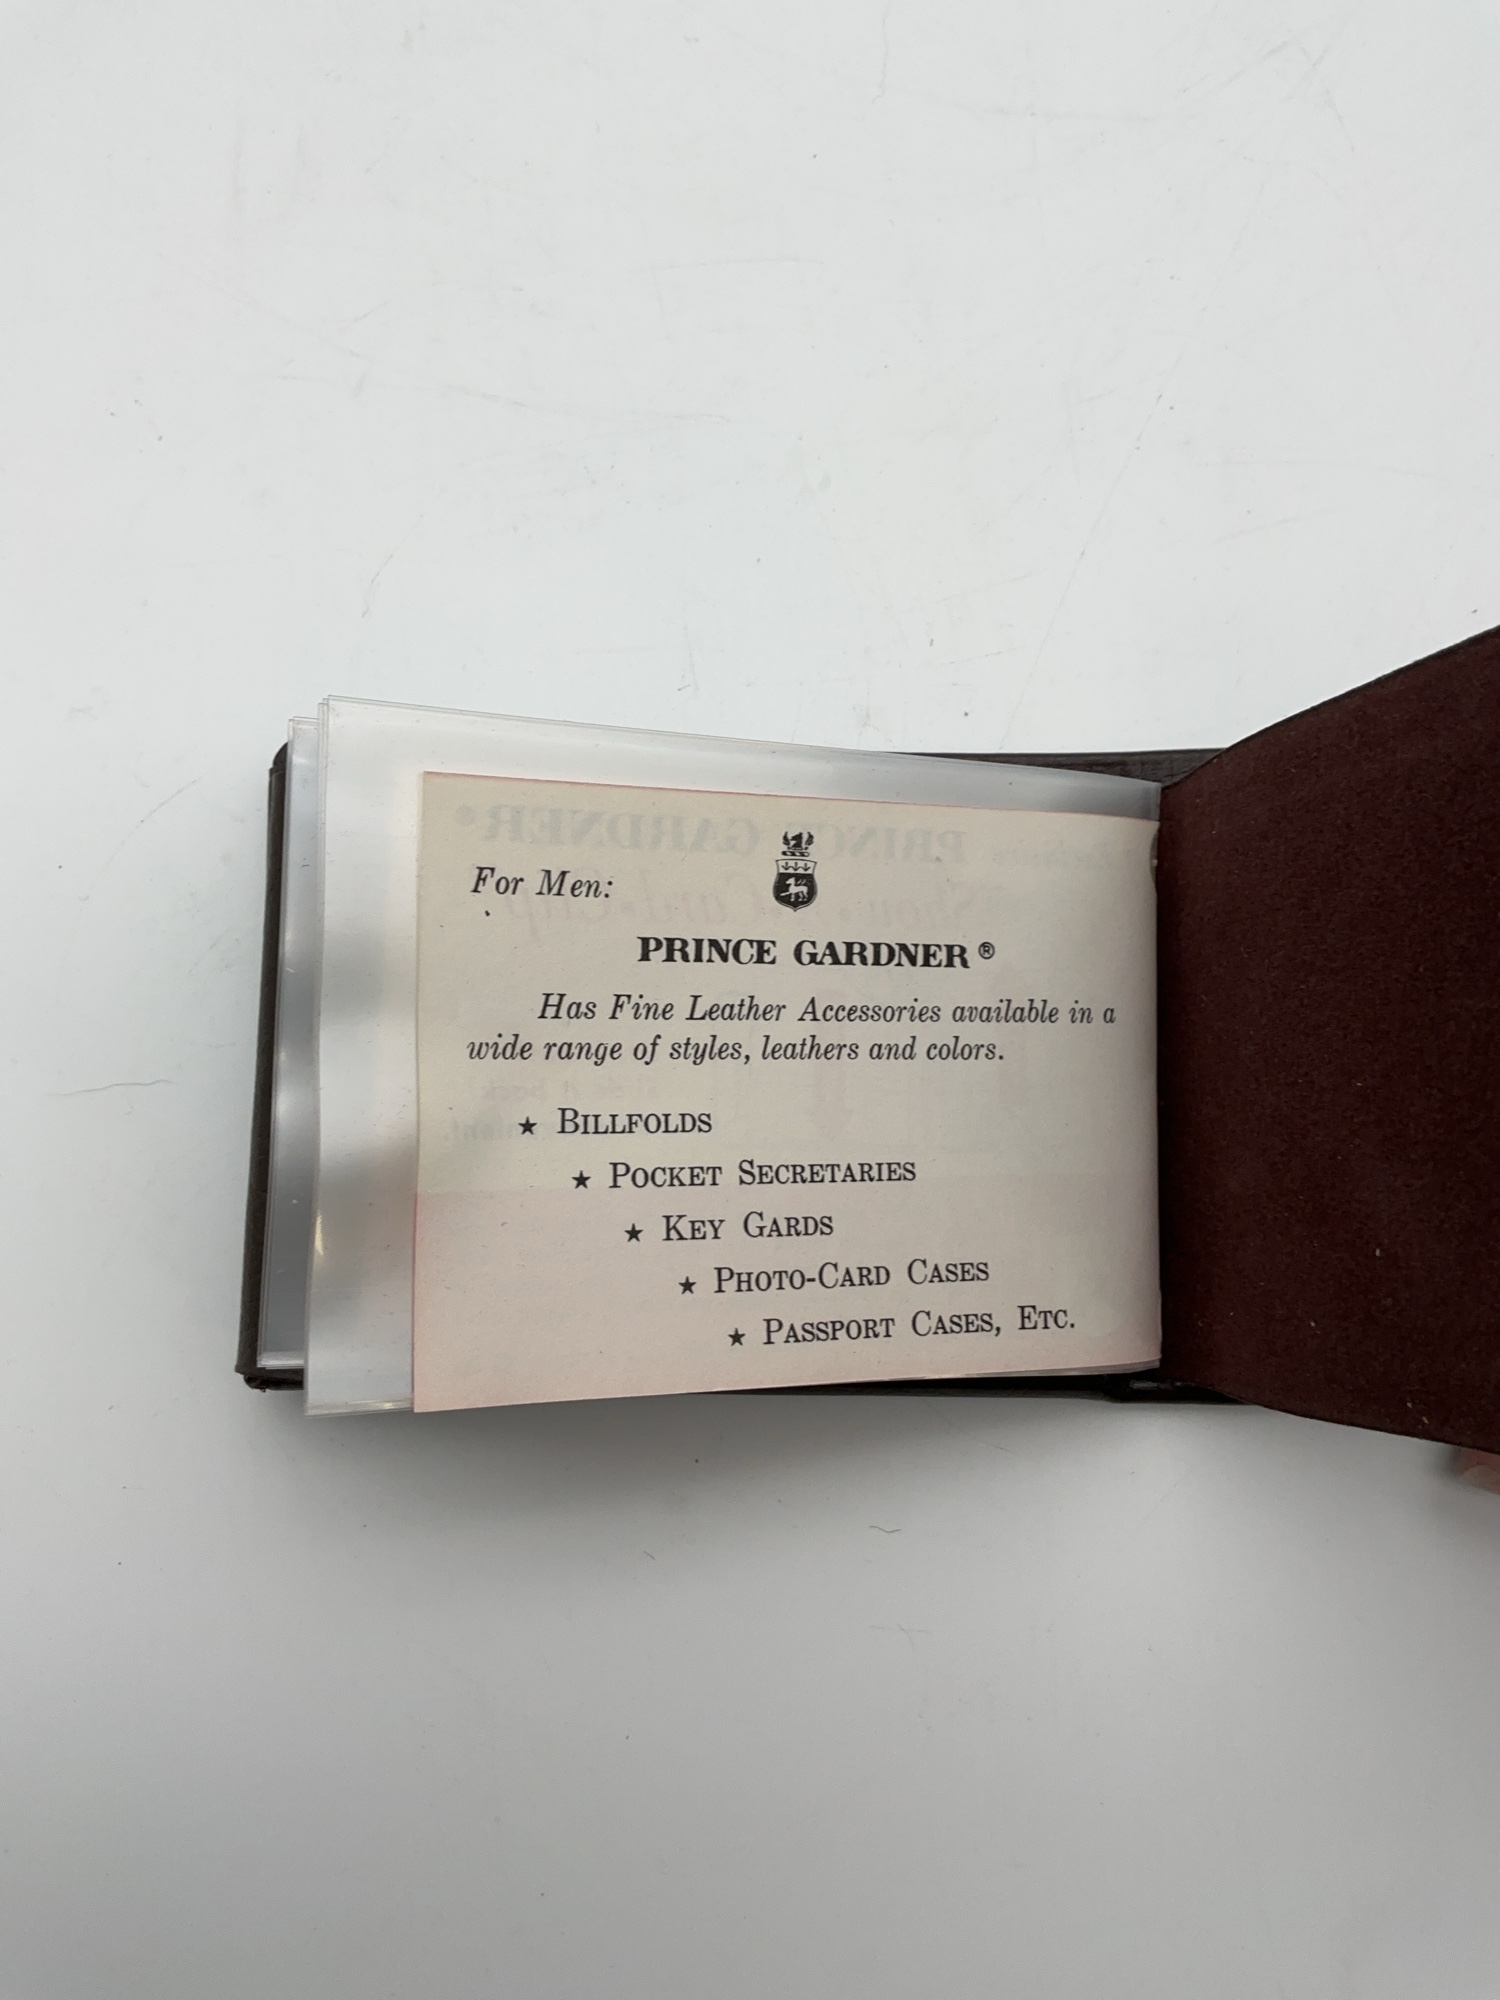 For Men:
PRINCE GARDNER ®
Has Fine Leather Accessories available in a
wide range of styles, leathers and colors.
★ BILLFOLDS
★ POCKET SECRETARIES
★ KEY GARDS
★ PHOTO-CARD CASES
★ PASSPORT CASES, ETC.